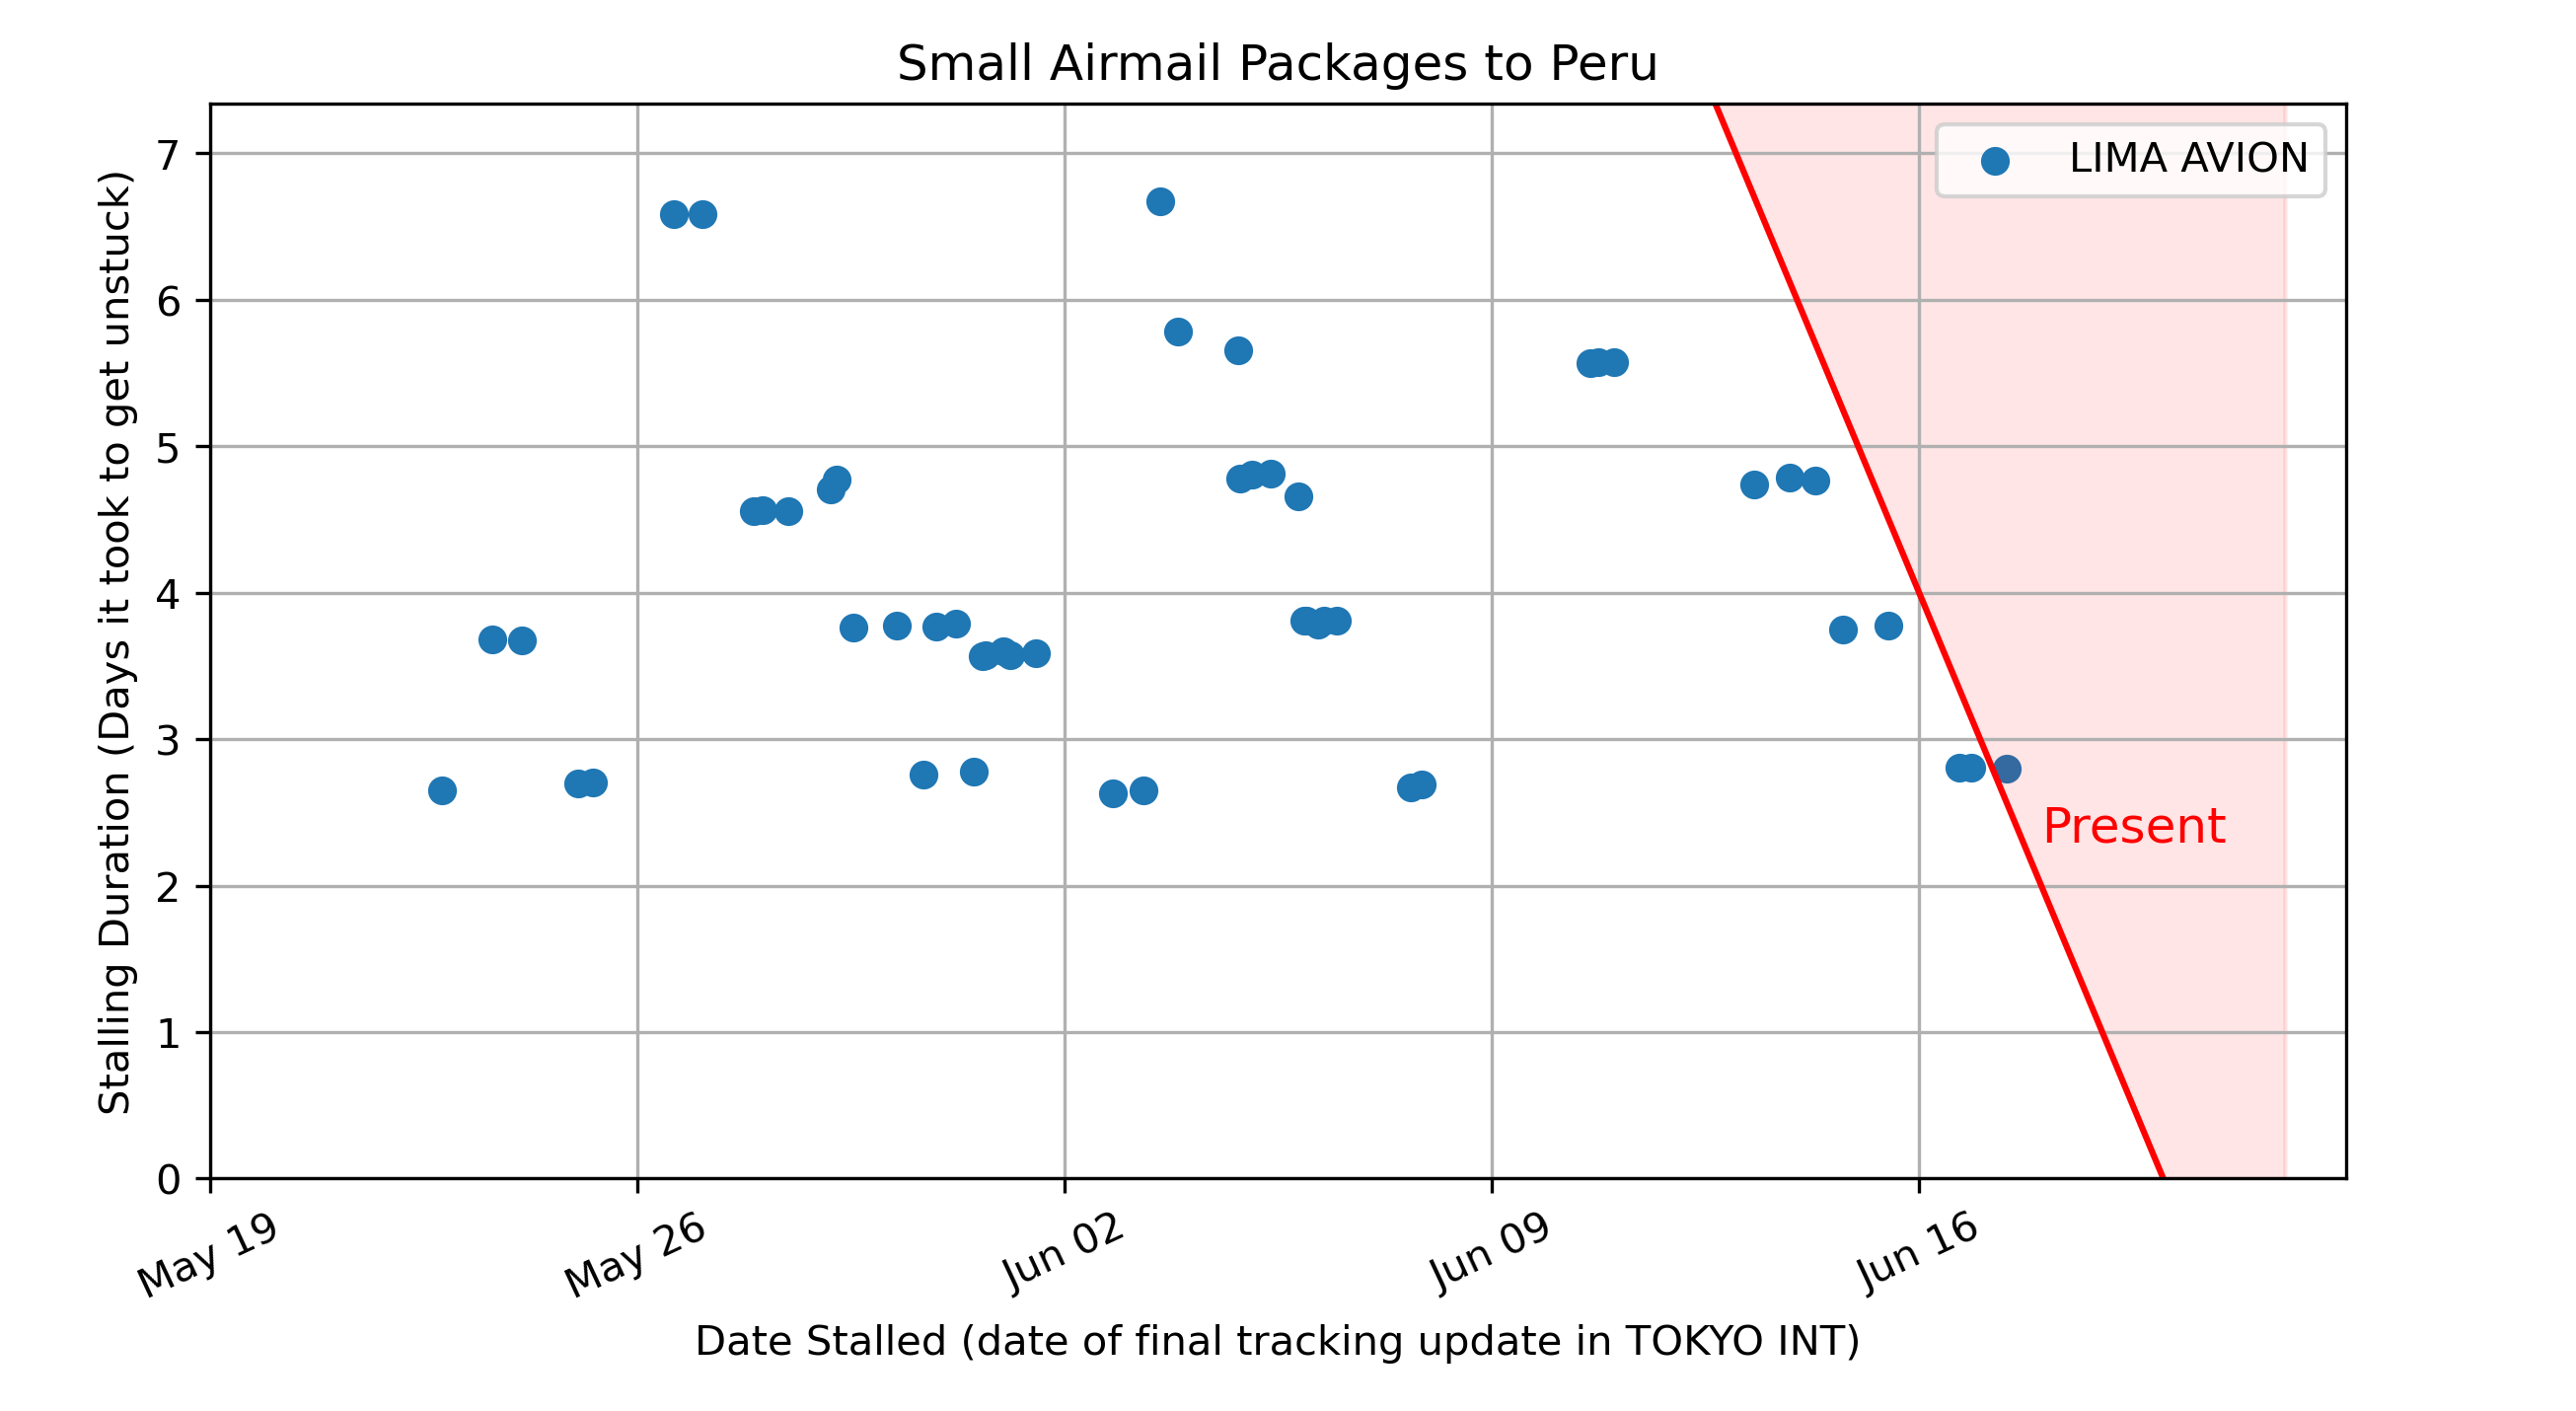 Small Airmail Packages to Peru
Stalling Duration (Days it took to get unstuck)
7
6
5
4
3
2
1
0
LIMA AVION
Present
May 19
May 26
Jun 02
Jun 09
Jun 16
Date Stalled (date of final tracking update in TOKYO INT)